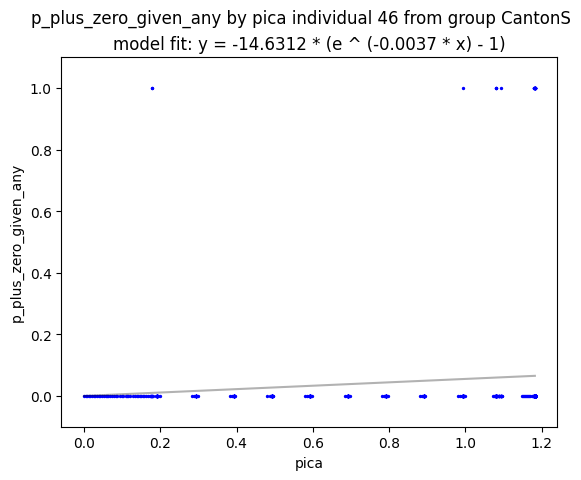 p_plus_zero_given_any by pica individual 46 from group CantonS
model fit: y = -14.6312 * (e ^ (-0.0037 * x) - 1)
1.0
0.8
0.6
0.4
0.2
0.0
p_plus_zero_given_any
0.0 0.2 0.4 0.6 0.8 1.0 1.2
pica